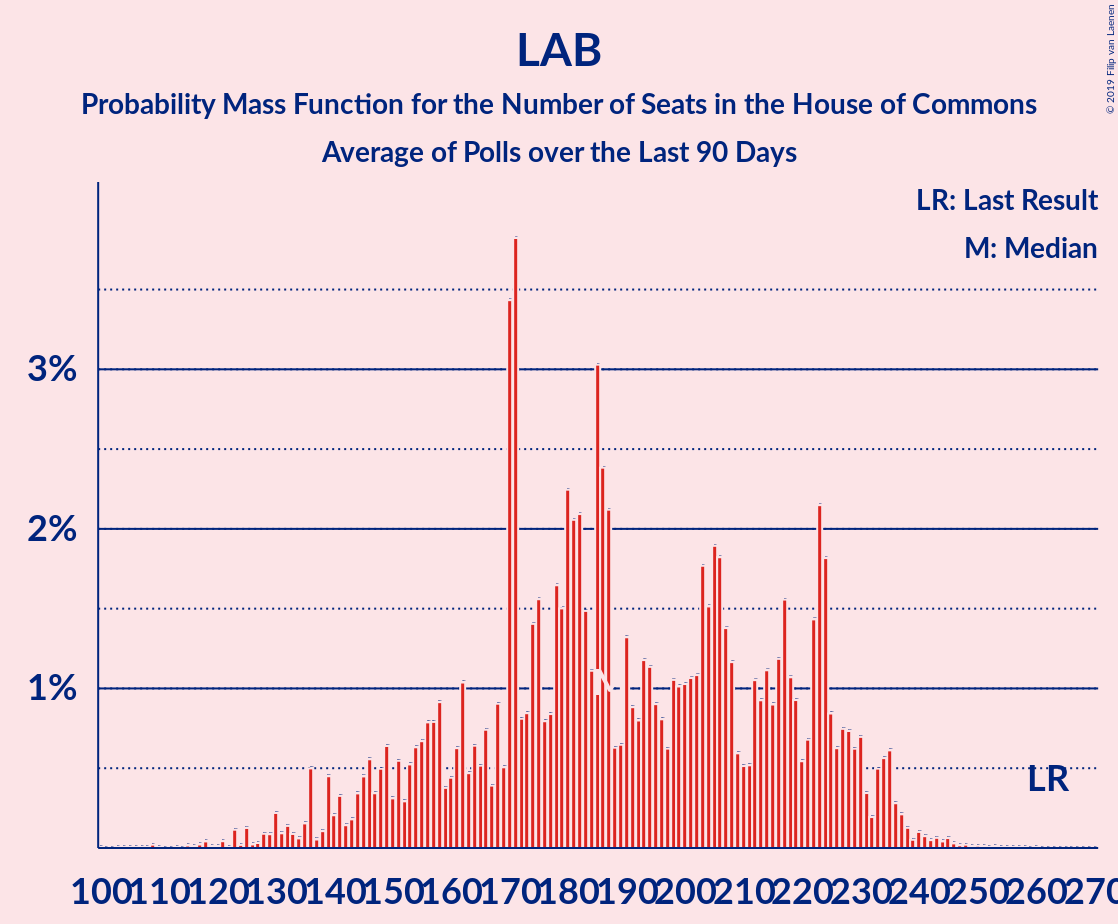 LAB
Probability Mass Function for the Number of Seats in the House of Commons
Average of Polls over the Last 90 Days
© 2019 Filip van Laenen
LR: Last Result
M: Median
3%
2%
1%
M
LR
100 110 120 130 140 150 160 170 180 190 200 210 220 230 240 250 260 270